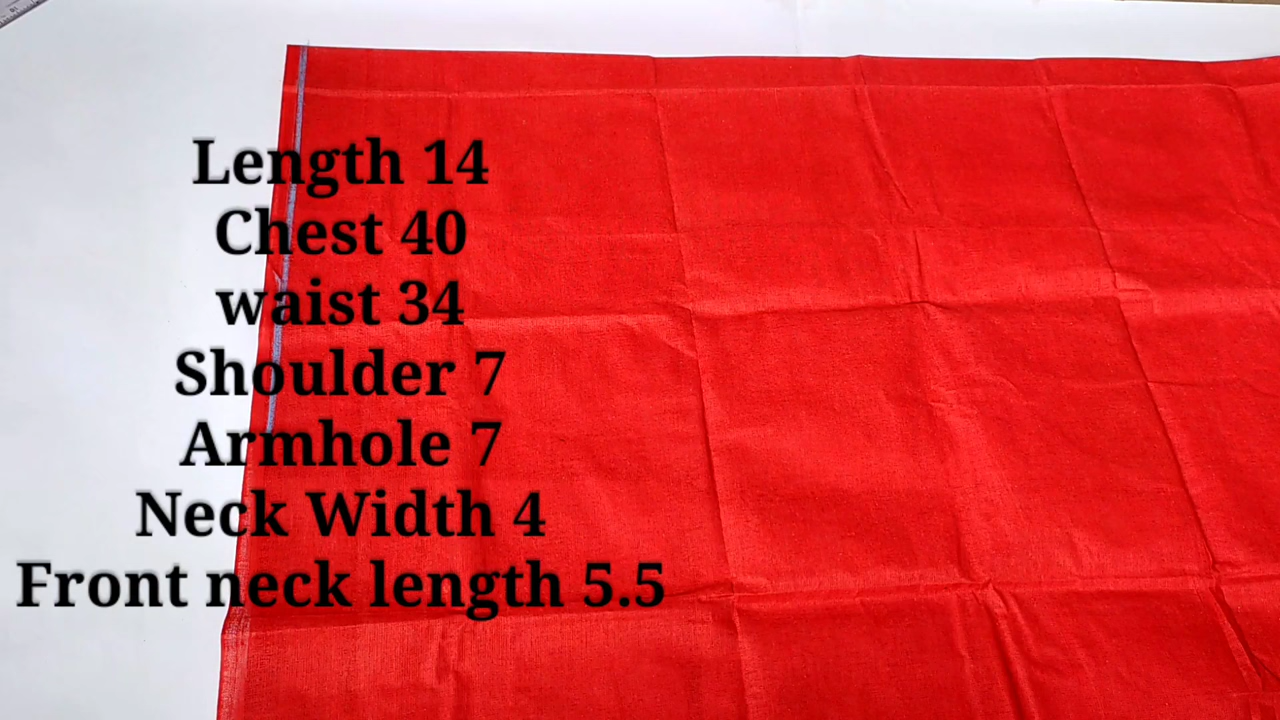 Length 14
Chest 40
waist 34
Shoulder 7
Armhole 7
Neck Width 4
Front neck length 5.5